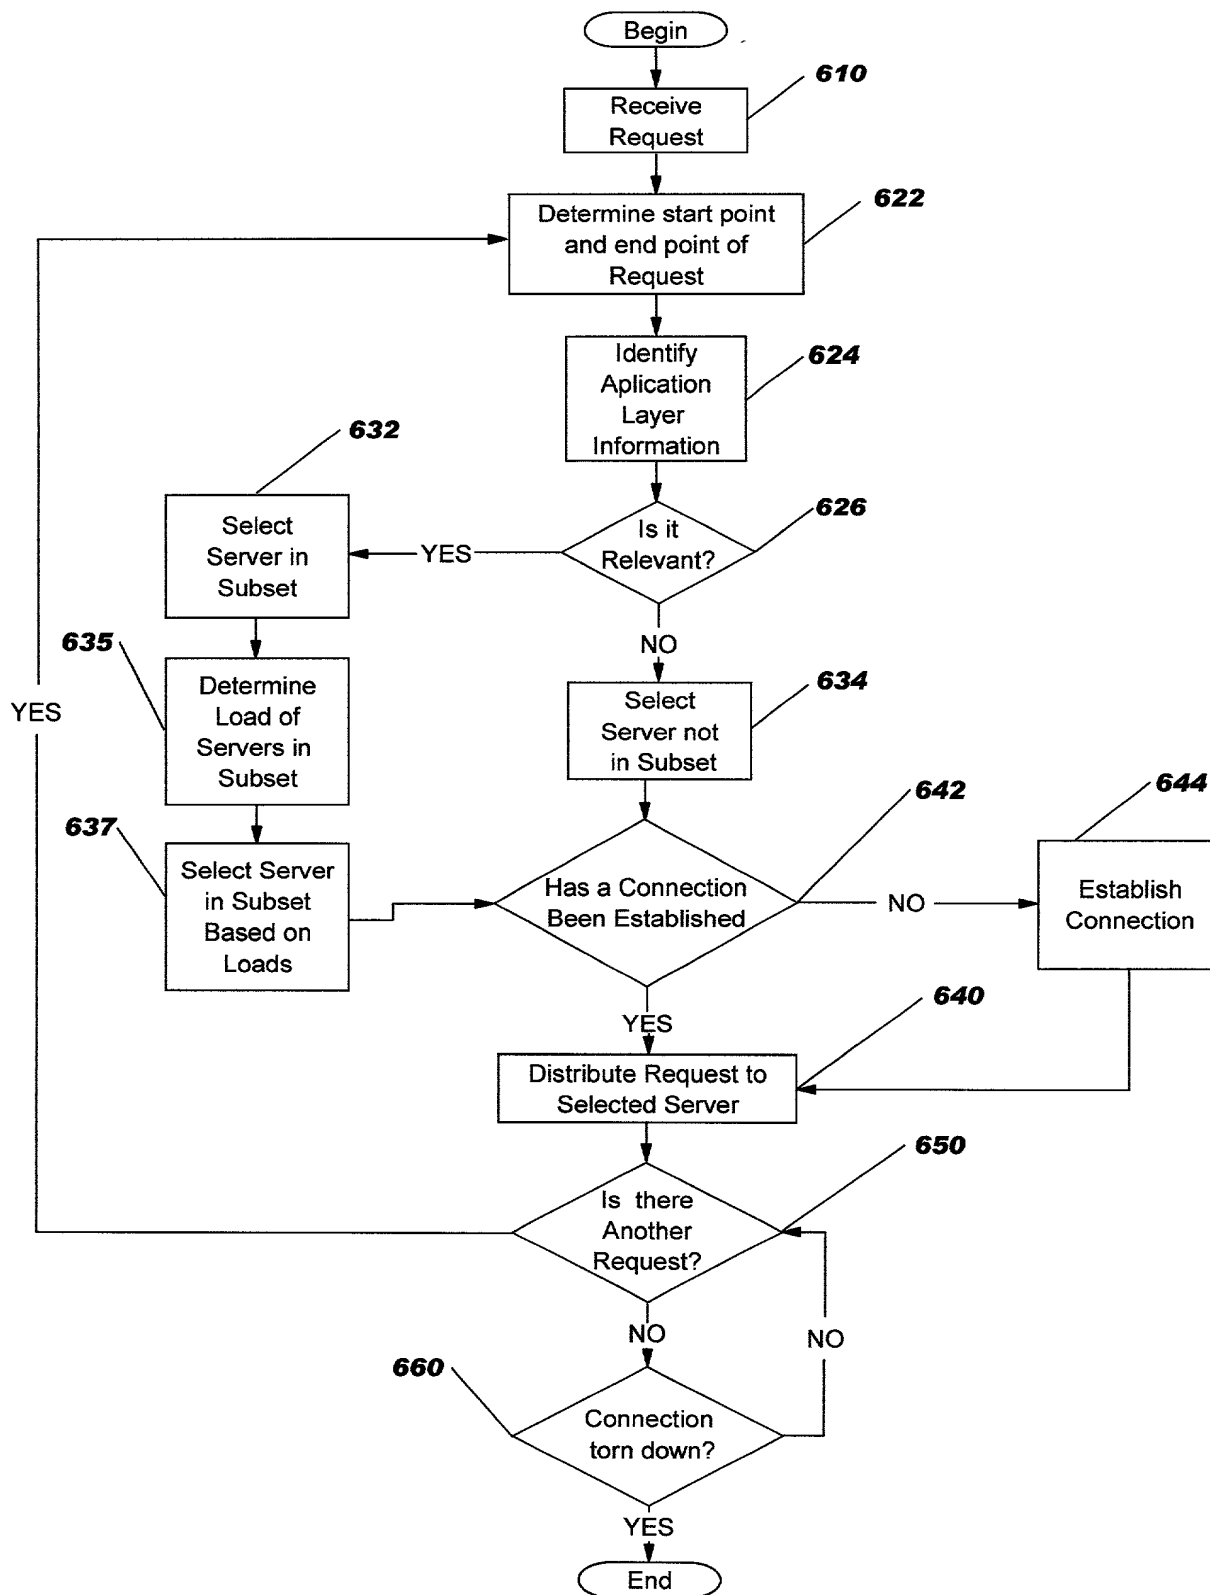 Begin
610
Receive
Request
622
Determine start point
and end point of
Request
624
Identify
Aplication
Layer
Information
632
626
Is it
Relevant?
YES
Select
Server in
Subset
NO
635
634
Determine
Load of
Servers in
Subset
Select
Server not
in Subset
YES
642
644
637
Select Server
in Subset
Based on
Loads
Has a Connection
Been Established
NO
Establish
Connection
YES
640
Distribute Request to
Selected Server
650
Is there
Another
Request?
NO
NO
660
Connection
torn down?
YES
End